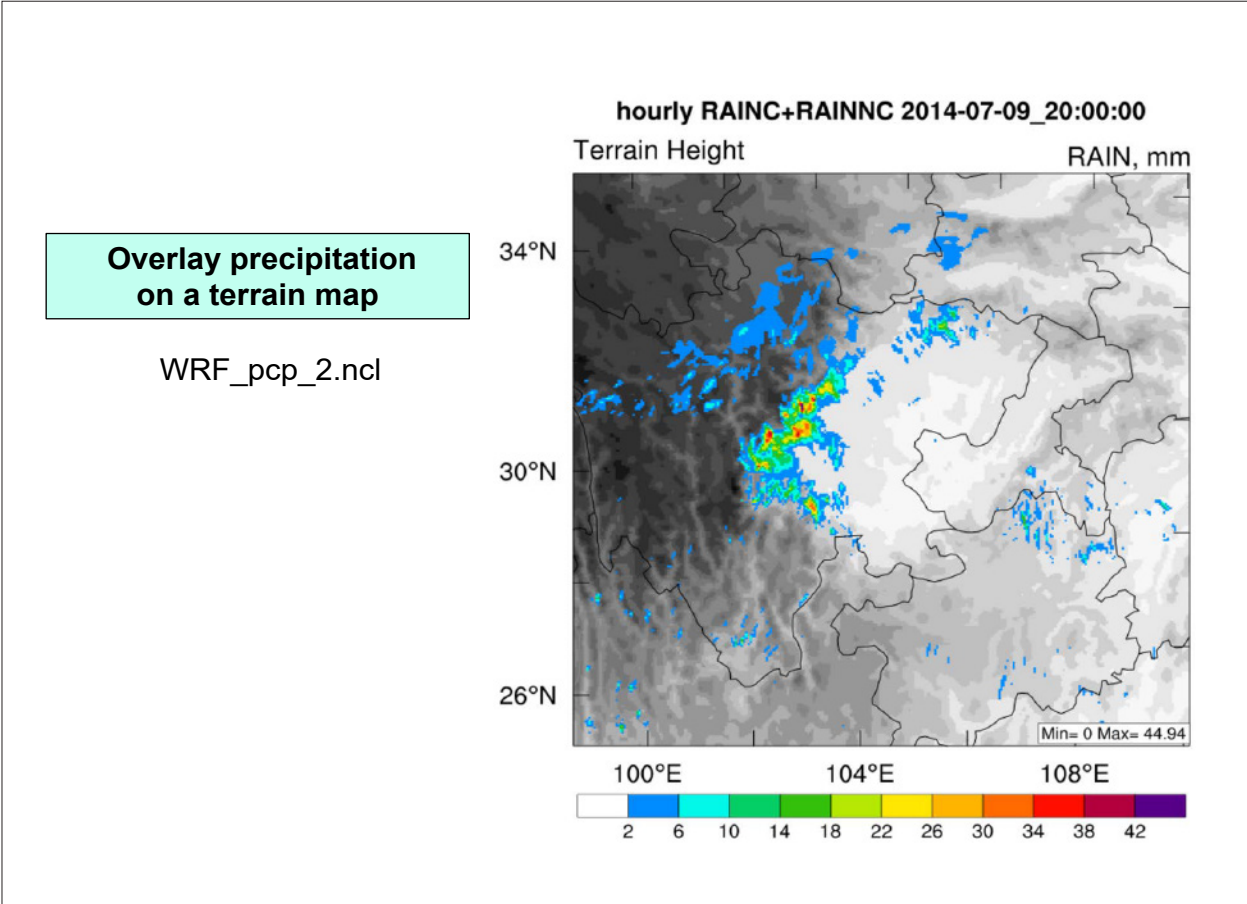 hourly RAINC+RAINNC 2014-07-09_20:00:00
Terrain Height
RAIN, mm
Overlay precipitation
on a terrain map
WRF_pcp_2.ncl
34°N
30°N
26°N
Min= 0 Max= 44.94
100°E 104°E 108°E
2 6 10 14 18 22 26 30 34 38 42